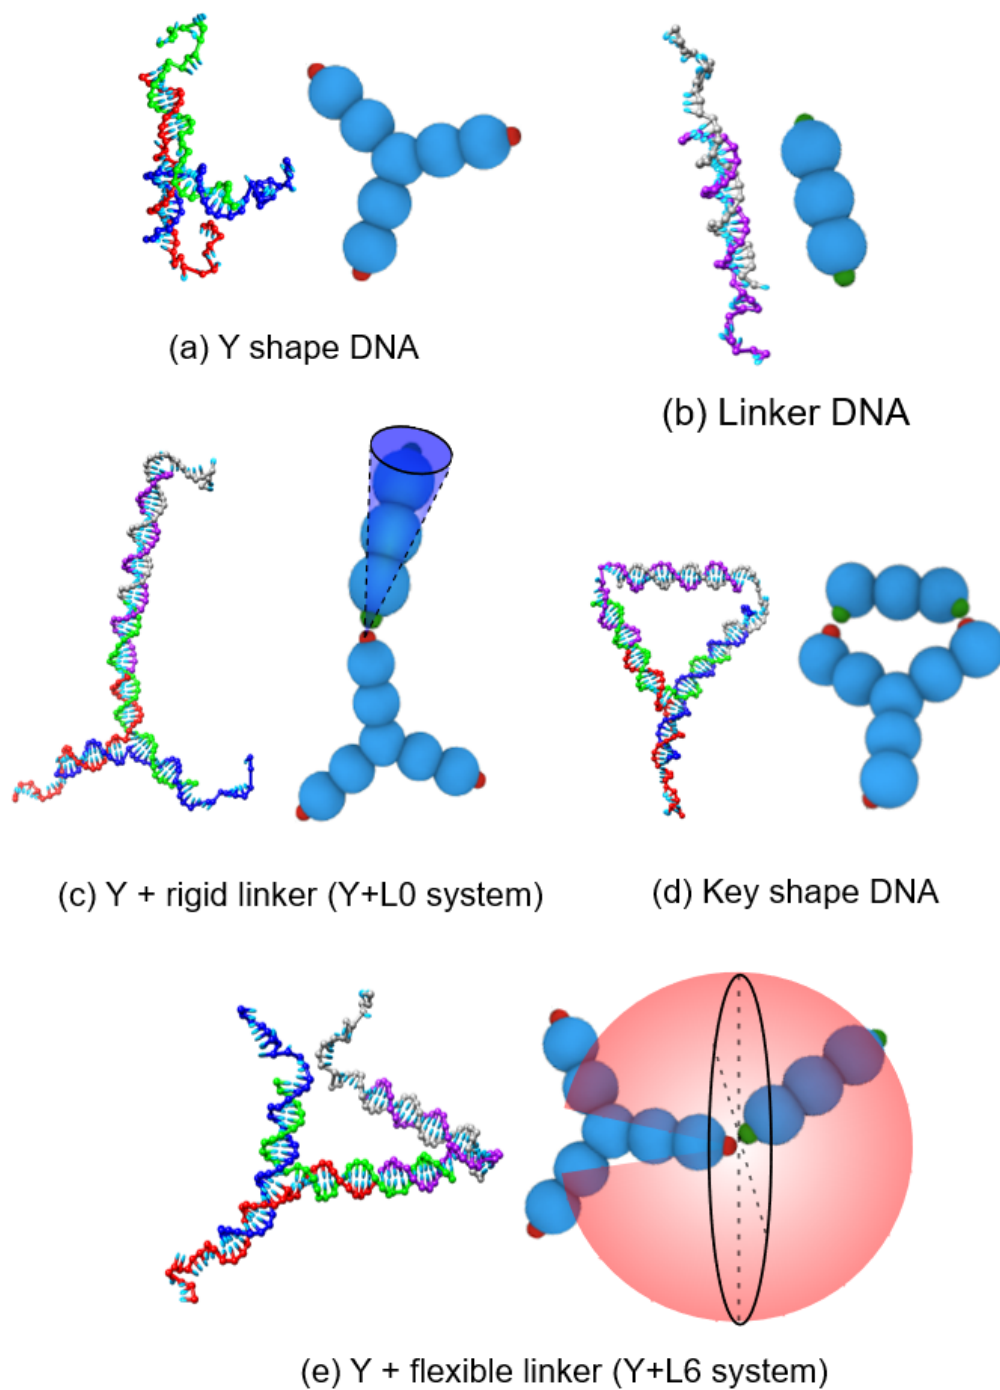 (a) Y shape DNA
(b) Linker DNA
(c) Y + rigid linker (Y+L0 system)
(d) Key shape DNA
(e) Y + flexible linker (Y+L6 system)